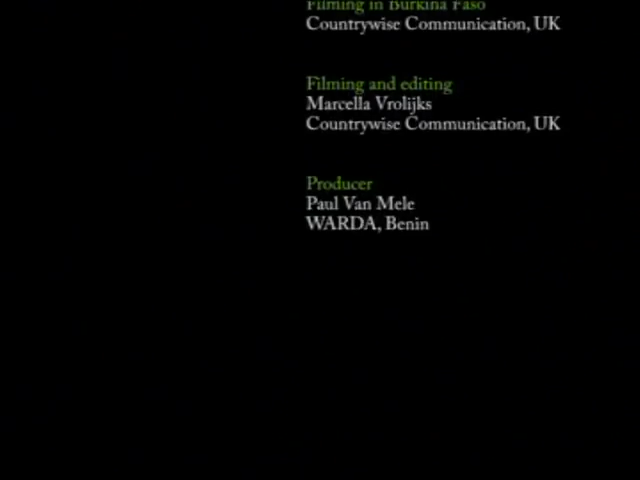 Filming in Burkina Faso
Countrywise Communication, UK
Filming and editing
Marcella Vrolijks
Countrywise Communication, UK
Producer
Paul Van Mele
WARDA, Benin